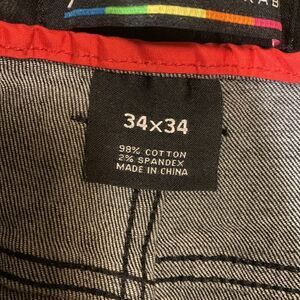 34x34
98% COTTON
2% SPANDEX
MADE IN CHINA